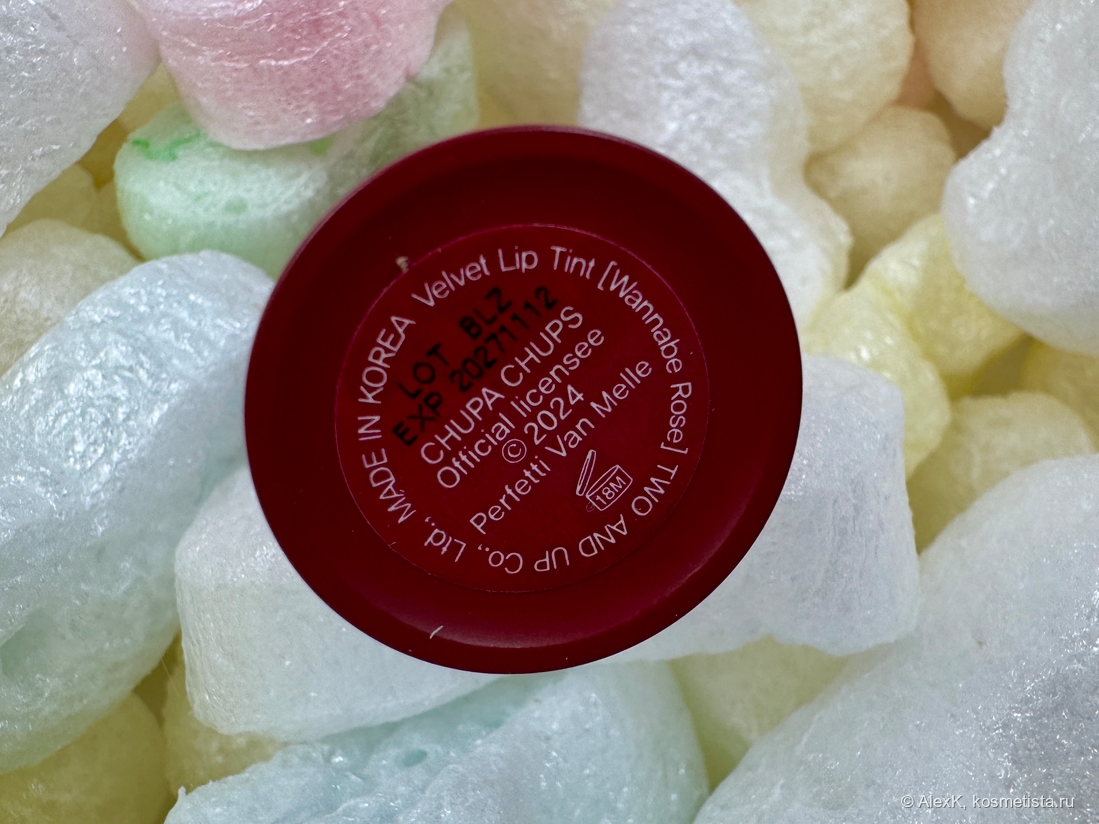 Velvet Lip Tint [Wannabe Rose] TWO AND UP Co., Ltd., MADE IN KOREA
LOT BLZ
EXP 20271112
CHUPA CHUPS
Official licensee
© 2024
Perfetti Van Melle
18M
© AlexK, kosmetista.ru